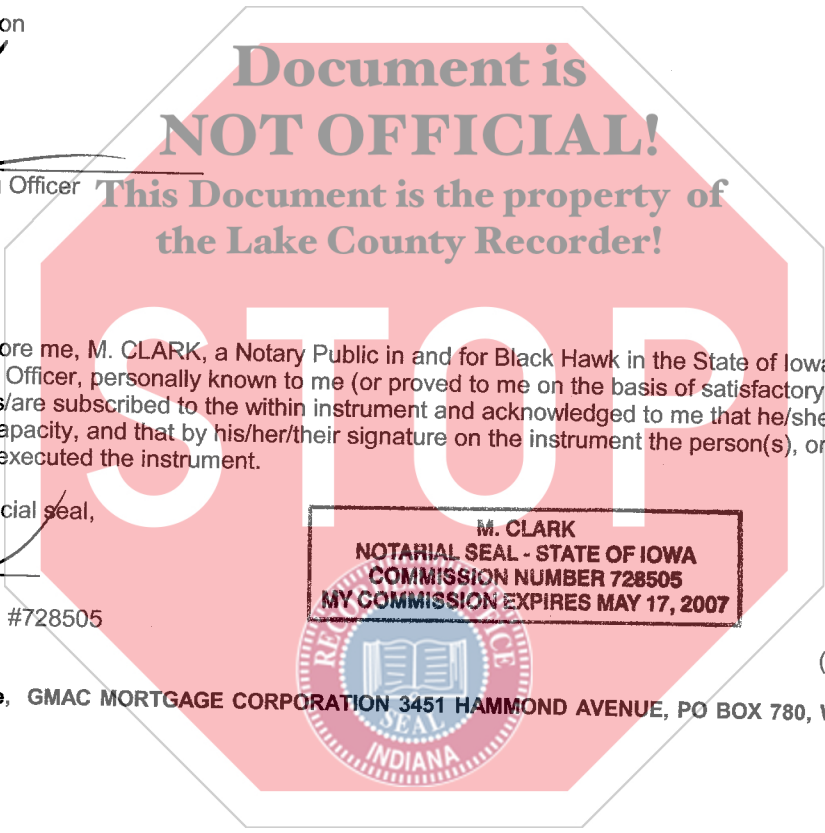 on
Document is
NOT OFFICIAL!
Officer
This Document is the property of
the Lake County Recorder!
STOP
ore me, M. CLARK, a Notary Public in and for Black Hawk in the State of Iowa
Officer, personally known to me (or proved to me on the basis of satisfactory
s/are subscribed to the within instrument and acknowledged to me that he/she
apacity, and that by his/her/their signature on the instrument the person(s), or
executed the instrument.
cial seal,
M. CLARK
NOTARIAL SEAL - STATE OF IOWA
COMMISSION NUMBER 728505
MY COMMISSION EXPIRES MAY 17, 2007
#728505
RECORDER'S OFFICE
SEAL
INDIANA
(
e, GMAC MORTGAGE CORPORATION 3451 HAMMOND AVENUE, PO BOX 780, W